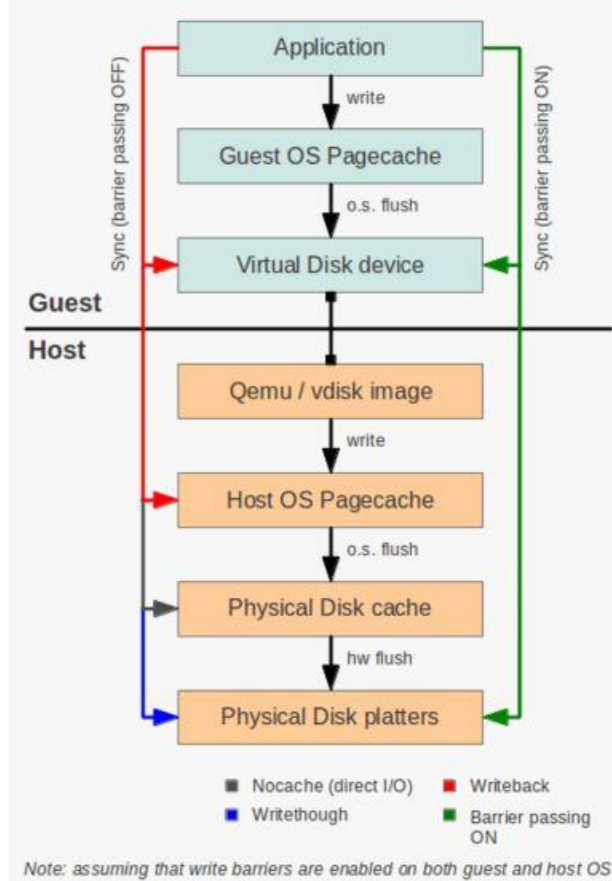 Application
write
Sync (barrier passing OFF)
Sync (barrier passing ON)
Guest OS Pagecache
o.s. flush
Virtual Disk device
Guest
Host
Qemu / vdisk image
write
Host OS Pagecache
o.s. flush
Physical Disk cache
hw flush
Physical Disk platters
Nocache (direct I/O)
Writeback
Writethough
Barrier passing
ON
Note: assuming that write barriers are enabled on both guest and host OS